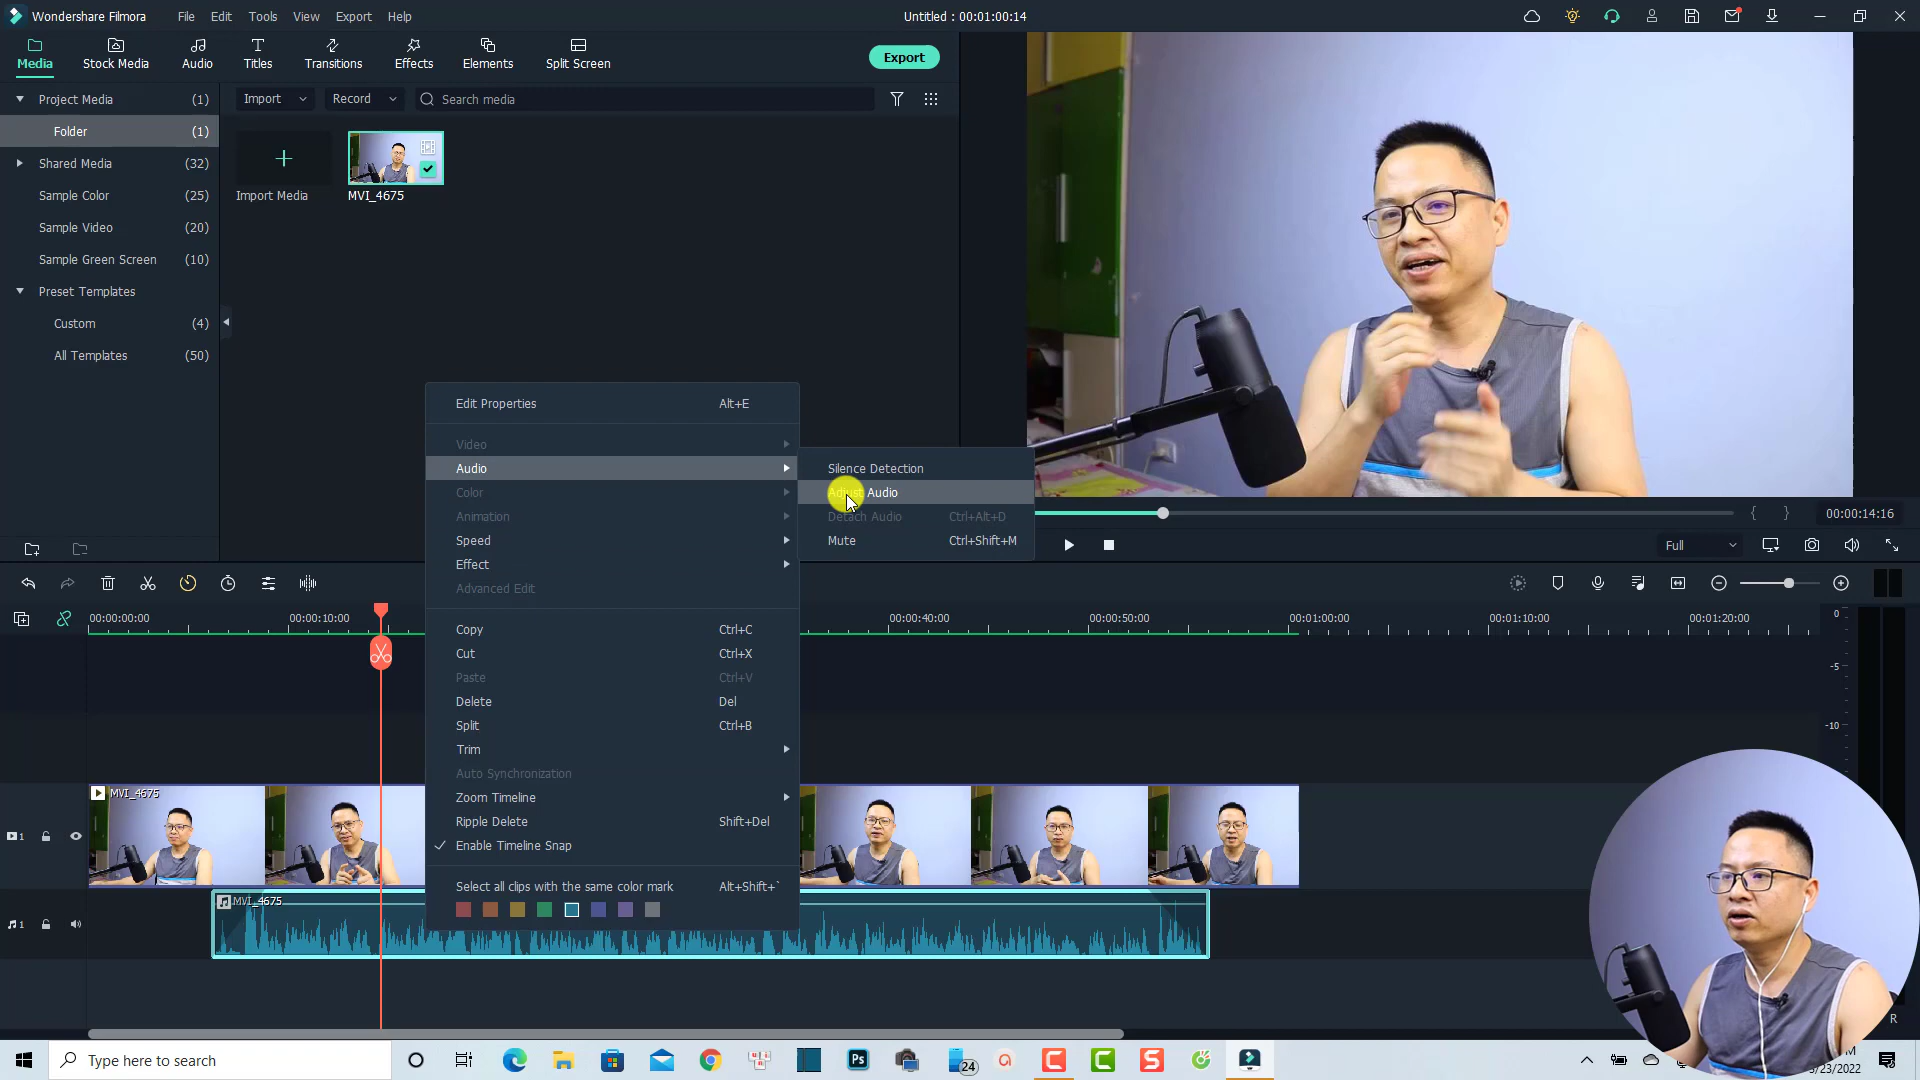 Wondershare Filmora File Edit Tools View Export Help Untitled : 00:01:00:14
Media Stock Media Audio Titles Transitions Effects Elements Split Screen Export
Project Media (1) Import Record Search media
Folder (1)
Shared Media (32)
Sample Color (25) Import Media MVI_4675
Sample Video (20)
Sample Green Screen (10)
Preset Templates
Custom (4)
All Templates (50)
Edit Properties Alt+E
Video
Audio Silence Detection
Color Adjust Audio
Animation Detach Audio Ctrl+Alt+D 00:00:14:16
Speed Mute Ctrl+Shift+M Full
Effect
Advanced Edit
00:00:00:00 00:00:10:00 00:00:40:00 00:00:50:00 00:01:00:00 00:01:10:00 00:01:20:00 0
Copy Ctrl+C
Cut Ctrl+X
-5
Paste Ctrl+V
Delete Del
Split Ctrl+B -10
Trim
Auto Synchronization
MVI_4675
Zoom Timeline
Ripple Delete Shift+Del
1
Enable Timeline Snap
Select all clips with the same color mark Alt+Shift+`
MVI_4675
1
R
Type here to search Ps 24 C C S
/23/2022